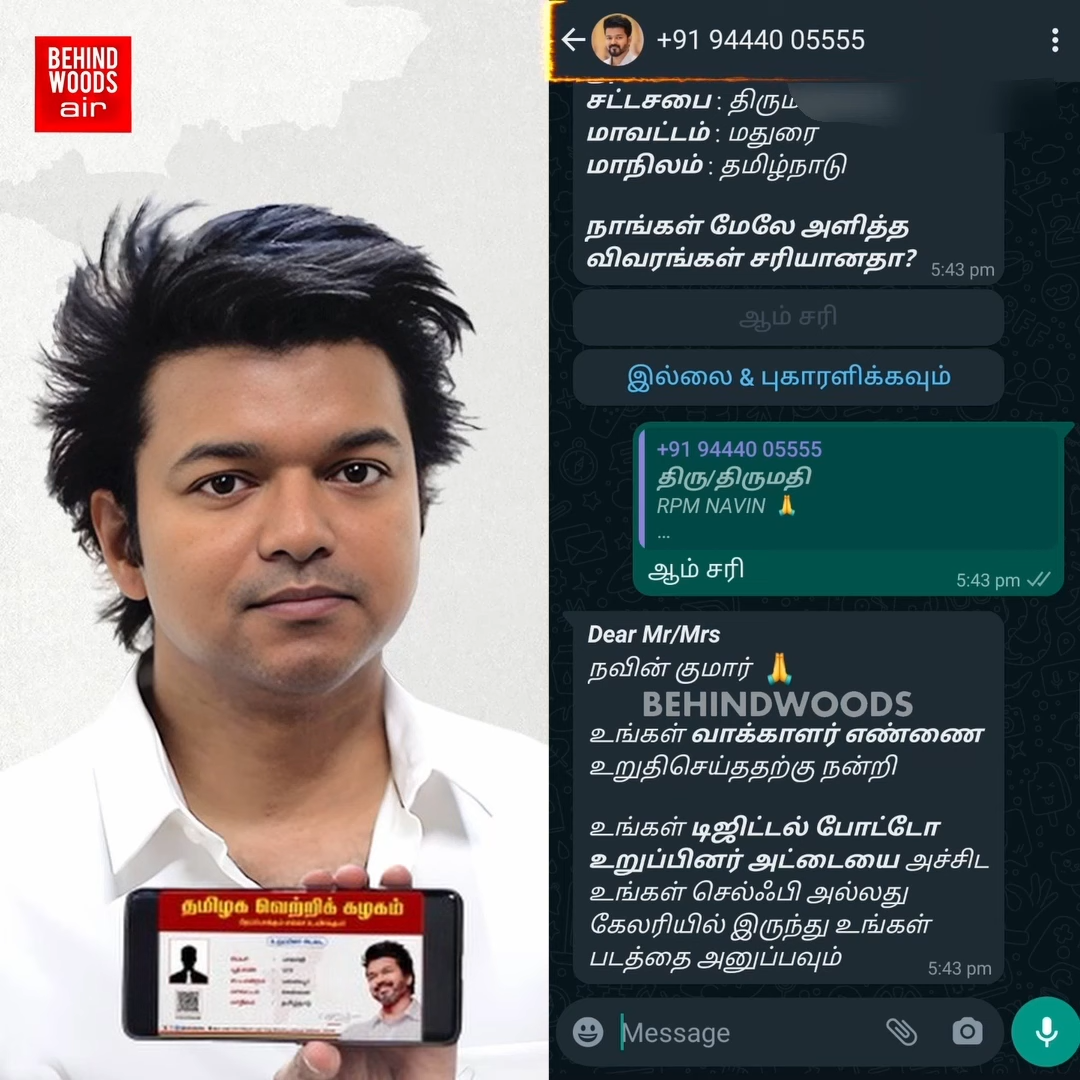 BEHIND
WOODS
air
தமிழக வெற்றிக் கழகம்
+91 94440 05555
சட்டசபை : திரும
மாவட்டம் : மதுரை
மாநிலம் : தமிழ்நாடு
நாங்கள் மேலே அளித்த
விவரங்கள் சரியானதா?
5:43 pm
ஆம் சரி
இல்லை & புகாரளிக்கவும்
+91 94440 05555
திரு/திருமதி
RPM NAVIN 🙏
...
ஆம் சரி
5:43 pm
Dear Mr/Mrs
நவின் குமார் 🙏
BEHINDWOODS
உங்கள் வாக்காளர் எண்ணை
உறுதிசெய்ததற்கு நன்றி
உங்கள் டிஜிட்டல் போட்டோ
உறுப்பினர் அட்டையை அச்சிட
உங்கள் செல்ஃபி அல்லது
கேலரியில் இருந்து உங்கள்
படத்தை அனுப்பவும்
5:43 pm
Message